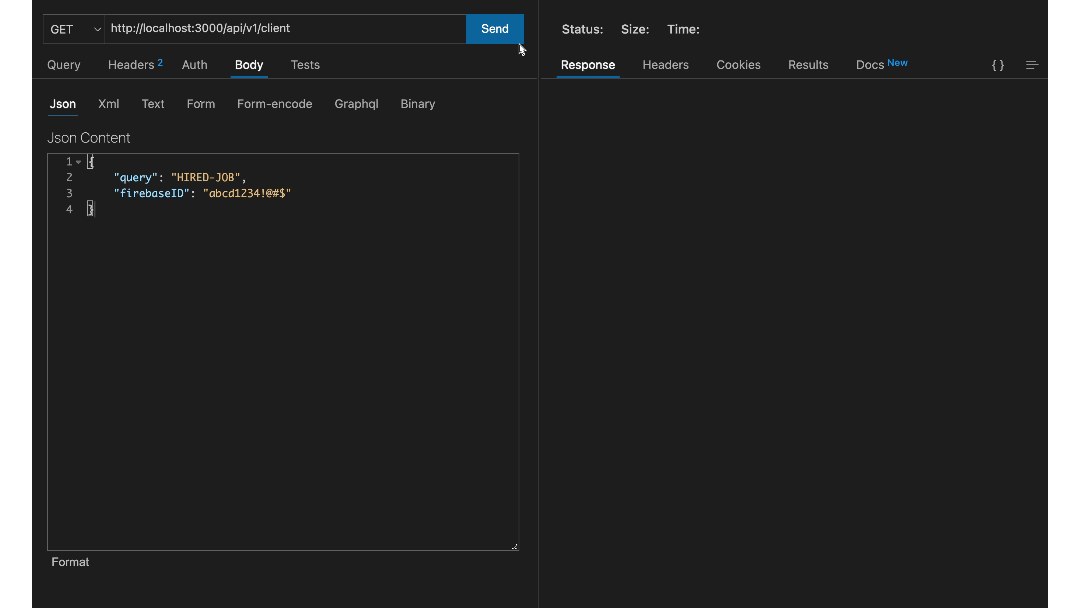 GET http://localhost:3000/api/v1/client Send
Query Headers 2 Auth Body Tests
Json Xml Text Form Form-encode Graphql Binary
Json Content
1 {
2 "query": "HIRED-JOB",
3 "firebaseID": "abcd1234!@#$"
4 }
Format
Status: Size: Time:
Response Headers Cookies Results Docs New { }